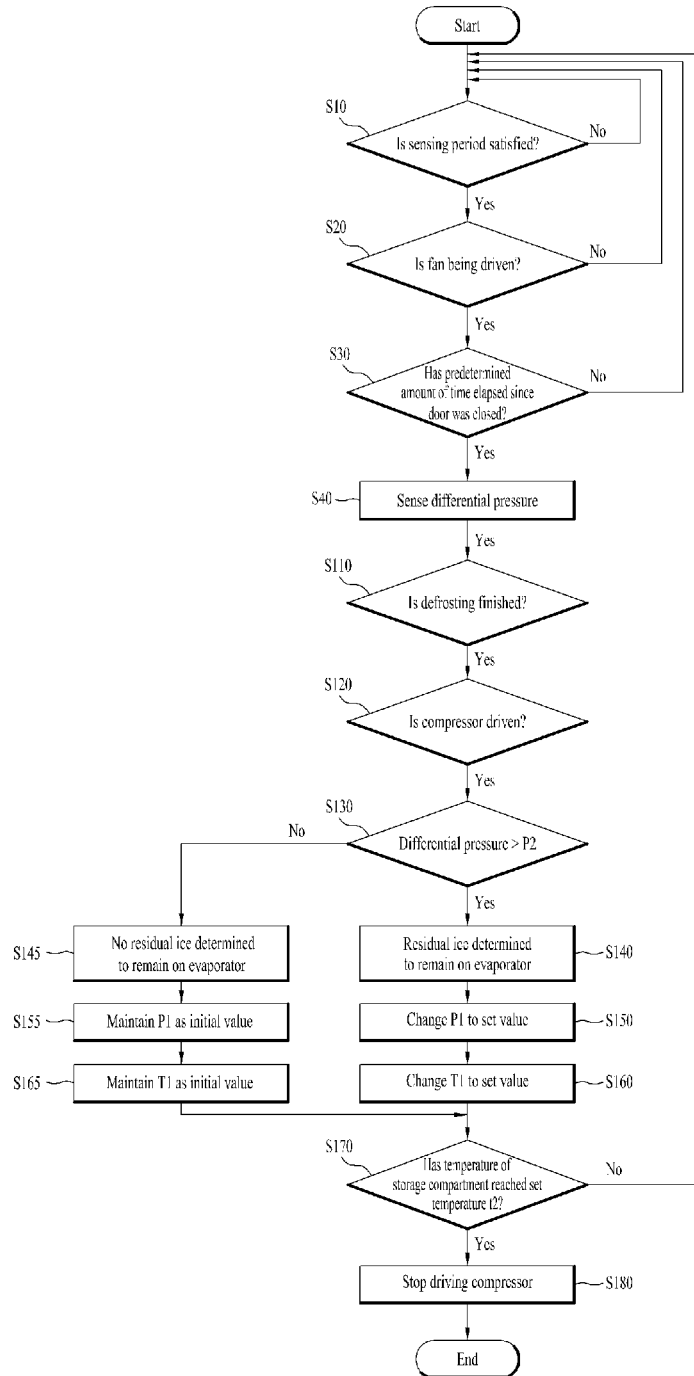 Start
S10
Is sensing period satisfied?
No
Yes
S20
Is fan being driven?
No
Yes
S30
Has predetermined
amount of time elapsed since
door was closed?
No
Yes
S40
Sense differential pressure
Yes
S110
Is defrosting finished?
Yes
S120
Is compressor driven?
Yes
S130
Differential pressure > P2
No
Yes
S145
No residual ice determined
to remain on evaporator
Residual ice determined
to remain on evaporator
S140
S155
Maintain P1 as initial value
Change P1 to set value
S150
S165
Maintain T1 as initial value
Change T1 to set value
S160
S170
Has temperature of
storage compartment reached set
temperature t2?
No
Yes
Stop driving compressor
S180
End